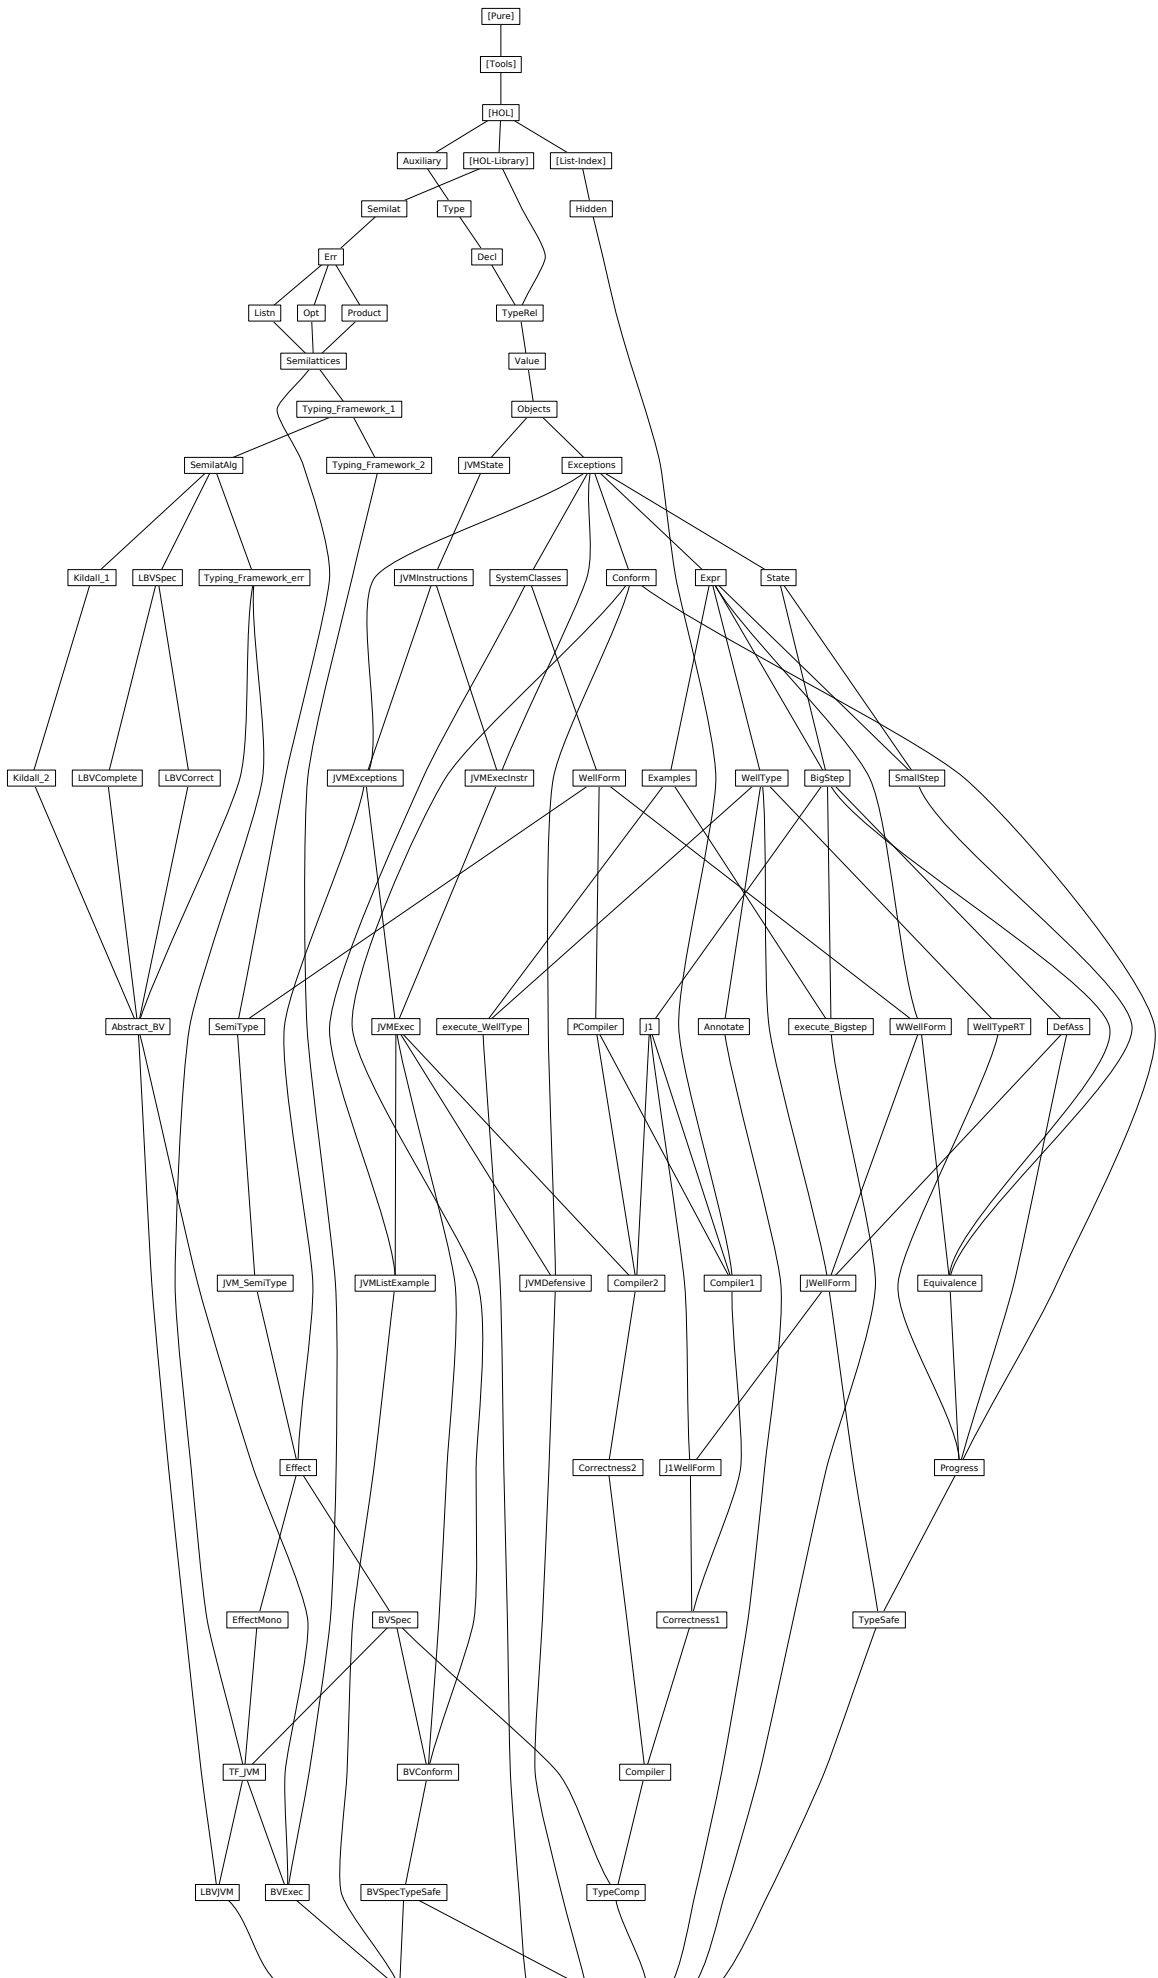 [Pure]
[Tools]
[HOL]
Auxiliary [HOL-Library] [List-Index]
Semilat Type Hidden
Err Decl
Listn Opt Product TypeRel
Semilattices Value
Typing_Framework_1 Objects
SemilatAlg Typing_Framework_2 JVMState Exceptions
Kildall_1 LBVSpec Typing_Framework_err JVMInstructions SystemClasses Conform Expr State
Kildall_2 LBVComplete LBVCorrect JVMExceptions JVMExecInstr WellForm Examples WellType BigStep SmallStep
Abstract_BV SemiType JVMExec execute_WellType PCompiler J1 Annotate execute_Bigstep WWellForm WellTypeRT DefAss
JVM_SemiType JVMListExample JVMDefensive Compiler2 Compiler1 JWellForm Equivalence
Effect Correctness2 J1WellForm Progress
EffectMono BVSpec Correctness1 TypeSafe
TF_JVM BVConform Compiler
LBVJVM BVExec BVSpecTypeSafe TypeComp